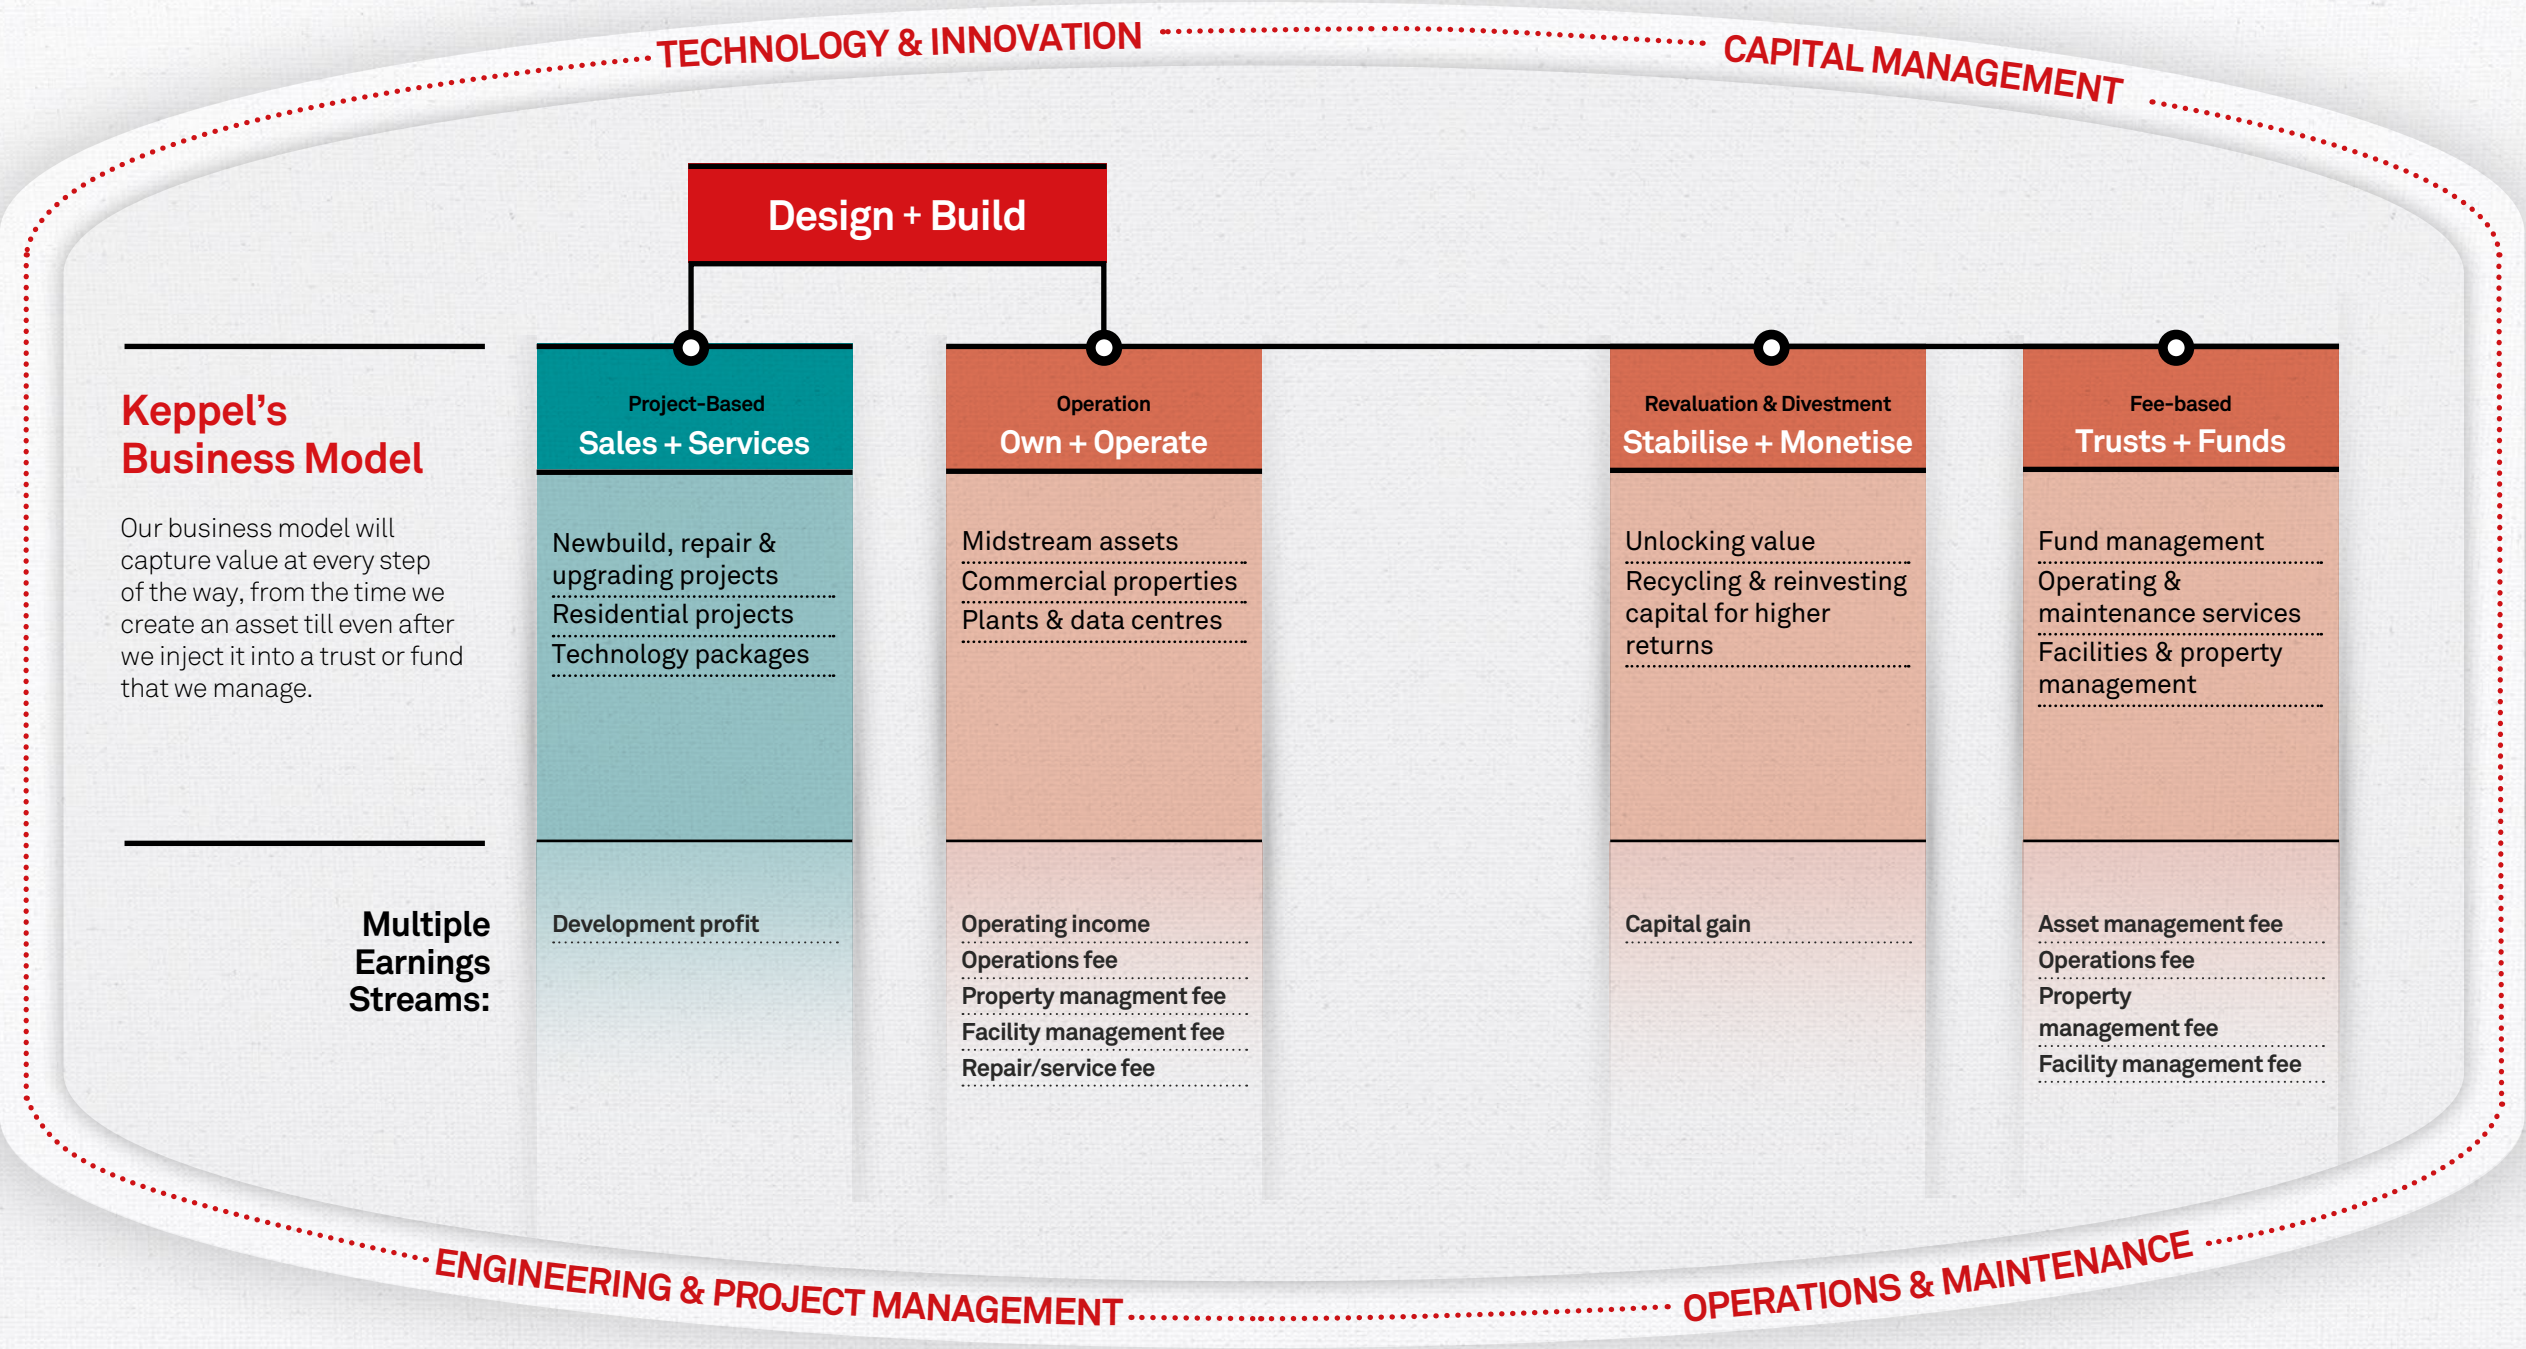 TECHNOLOGY & INNOVATION
CAPITAL MANAGEMENT
Design + Build
Keppel's
Business Model
Our business model will
capture value at every step
of the way, from the time we
create an asset till even after
we inject it into a trust or fund
that we manage.
Project-Based
Sales + Services
Newbuild, repair &
upgrading projects
Residential projects
Technology packages
Operation
Own + Operate
Midstream assets
Commercial properties
Plants & data centres
Revaluation & Divestment
Stabilise + Monetise
Unlocking value
Recycling & reinvesting
capital for higher
returns
Fee-based
Trusts + Funds
Fund management
Operating &
maintenance services
Facilities & property
management
Multiple
Earnings
Streams:
Development profit
Operating income
Operations fee
Property managment fee
Facility management fee
Repair/service fee
Capital gain
Asset management fee
Operations fee
Property
management fee
Facility management fee
ENGINEERING & PROJECT MANAGEMENT
OPERATIONS & MAINTENANCE